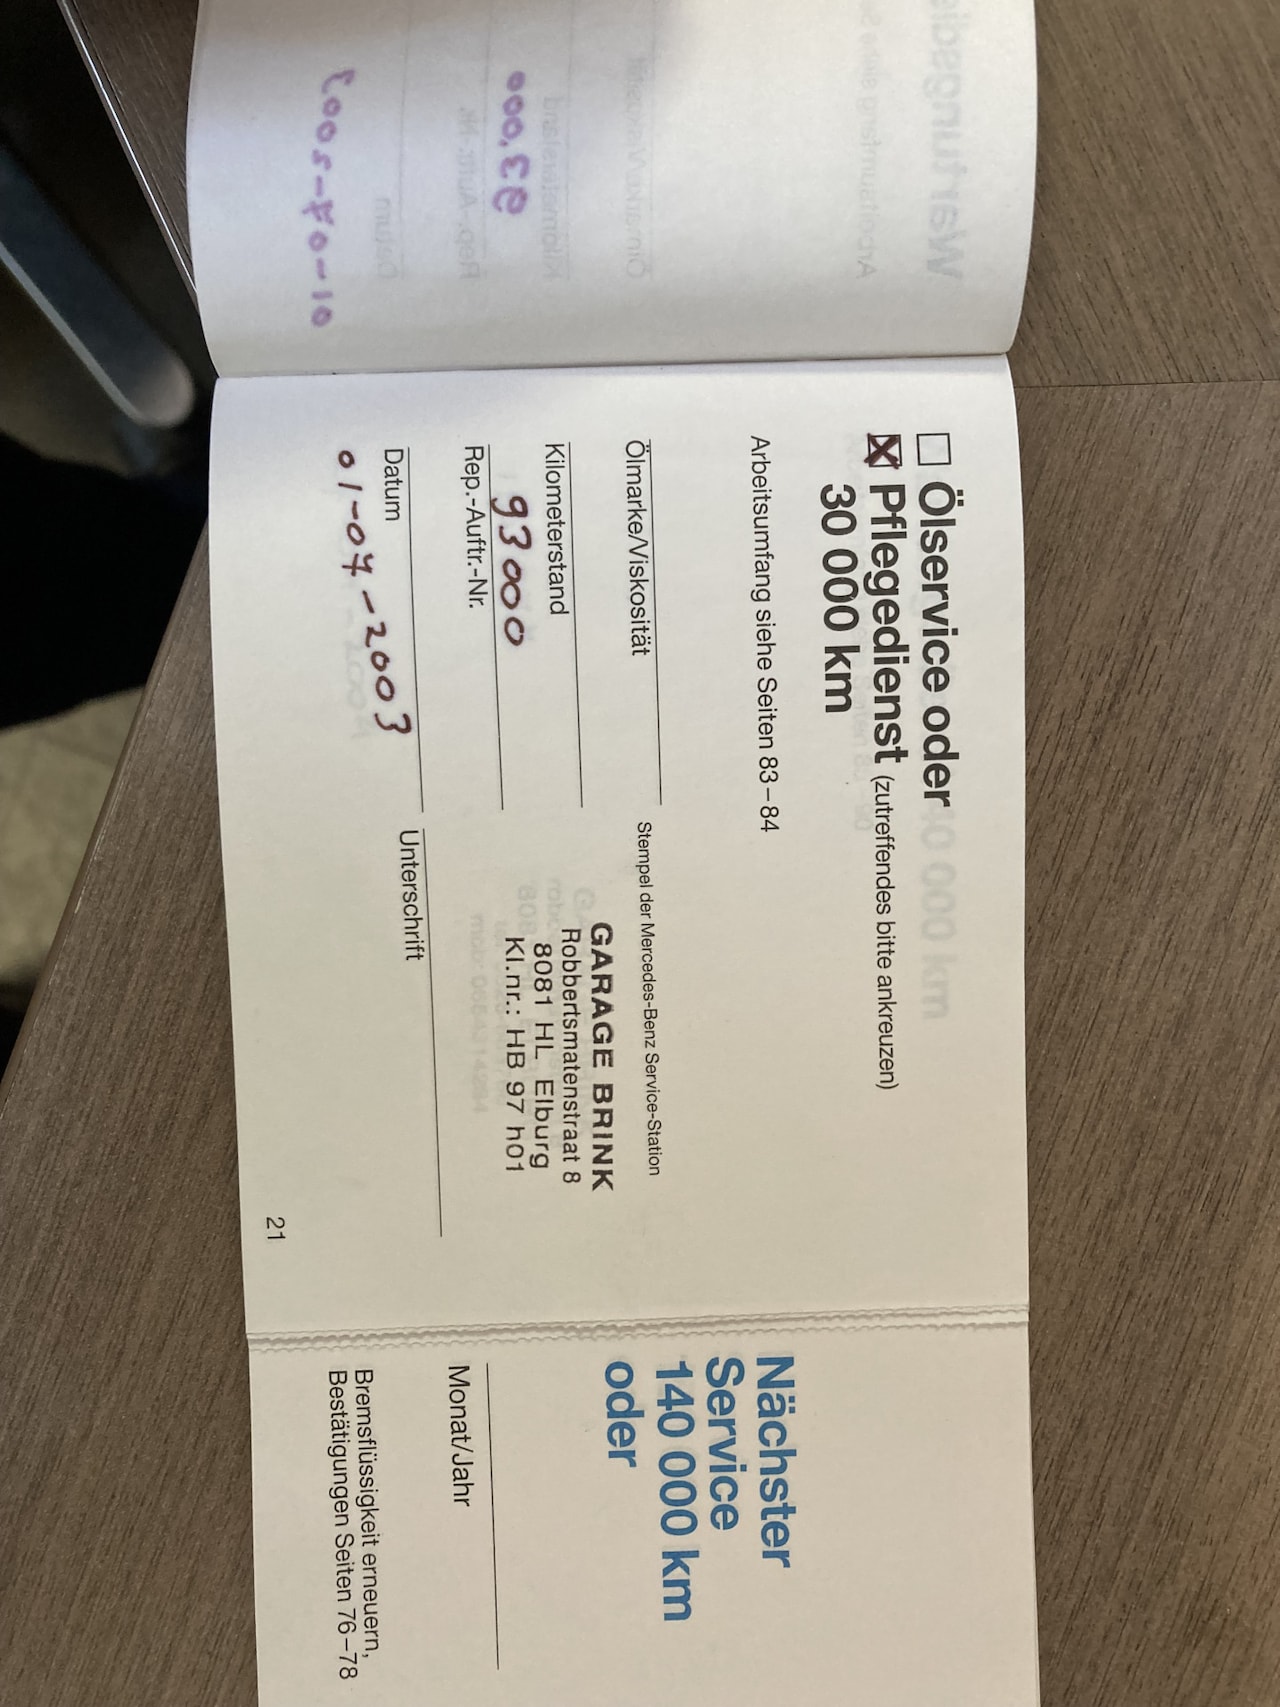 ☐ Ölservice oder
☒ Pflegedienst (zutreffendes bitte ankreuzen)
30 000 km
Arbeitsumfang siehe Seiten 83–84
Ölmarke/Viskosität
Stempel der Mercedes-Benz Service-Station
Kilometerstand
93000
Rep.-Auftr.-Nr.
GARAGE BRINK
Robbertsmatenstraat 8
8081 HL Elburg
Kl.nr.: HB 97 h01
Datum
01-07-2003
Unterschrift
21
Nächster
Service
140 000 km
oder
Monat/Jahr
Bremsflüssigkeit erneuern,
Bestätigungen Seiten 76–78